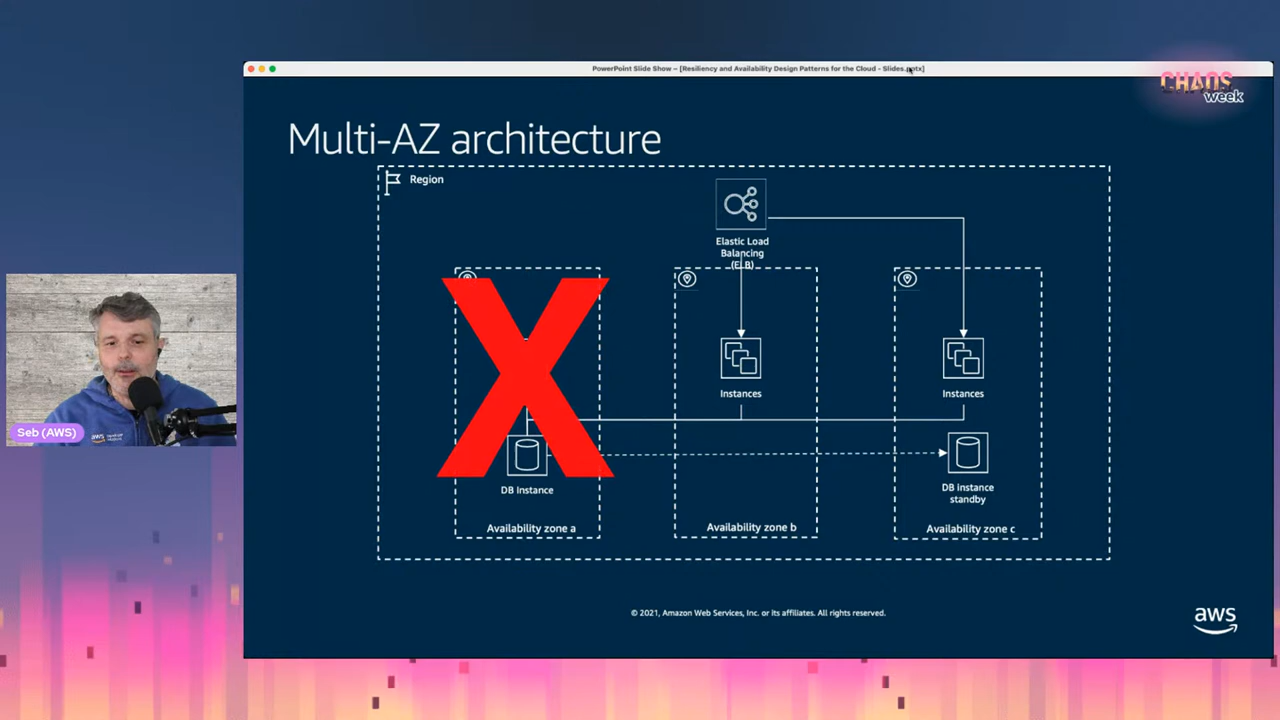 PowerPoint Slide Show – [Resiliency and Availability Design Patterns for the Cloud - Slides.pptx]
CHAOS
week
Multi-AZ architecture
Region
Elastic Load
Balancing
(ELB)
X
Instances
Instances
DB Instance
DB instance
standby
Availability zone a
Availability zone b
Availability zone c
Seb (AWS)
aws
© 2021, Amazon Web Services, Inc. or its affiliates. All rights reserved.
aws